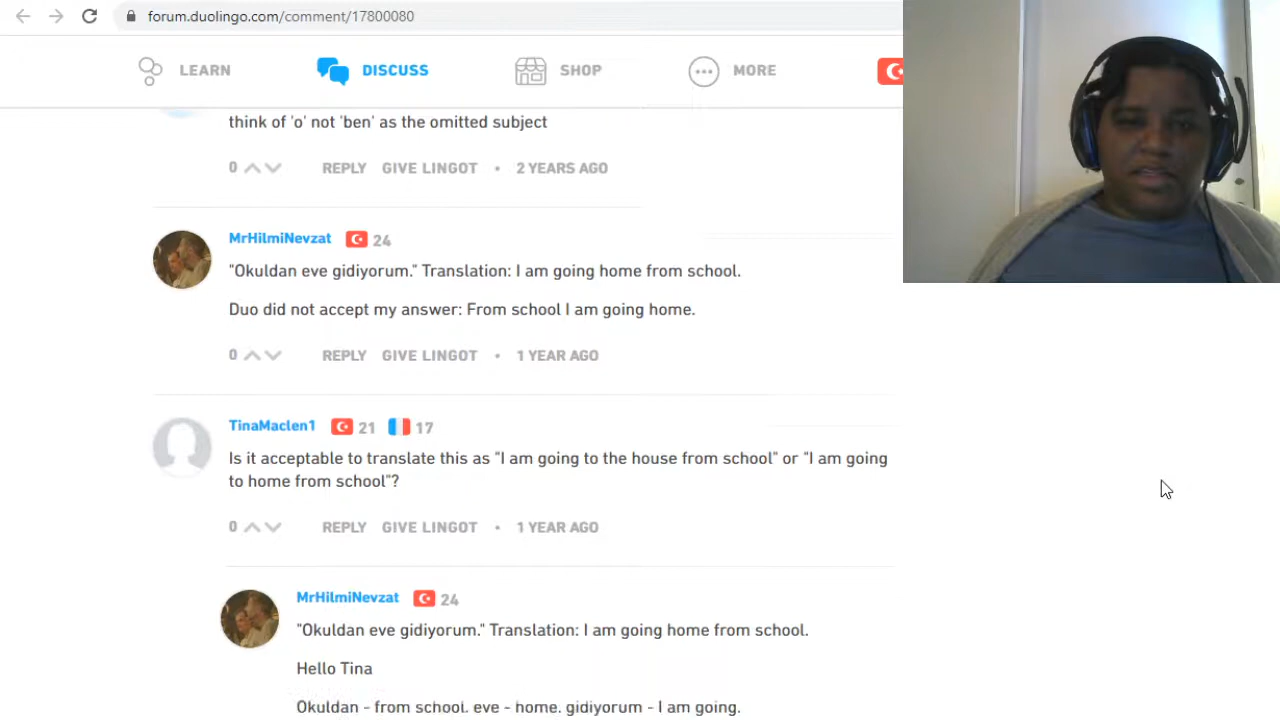 forum.duolingo.com/comment/17800080
LEARN DISCUSS SHOP MORE
think of 'o' not 'ben' as the omitted subject
0 REPLY GIVE LINGOT • 2 YEARS AGO
MrHilmiNevzat 24
"Okuldan eve gidiyorum." Translation: I am going home from school.
Duo did not accept my answer: From school I am going home.
0 REPLY GIVE LINGOT • 1 YEAR AGO
TinaMaclen1 21 17
Is it acceptable to translate this as "I am going to the house from school" or "I am going
to home from school"?
0 REPLY GIVE LINGOT • 1 YEAR AGO
MrHilmiNevzat 24
"Okuldan eve gidiyorum." Translation: I am going home from school.
Hello Tina
Okuldan - from school. eve - home. gidiyorum - I am going.